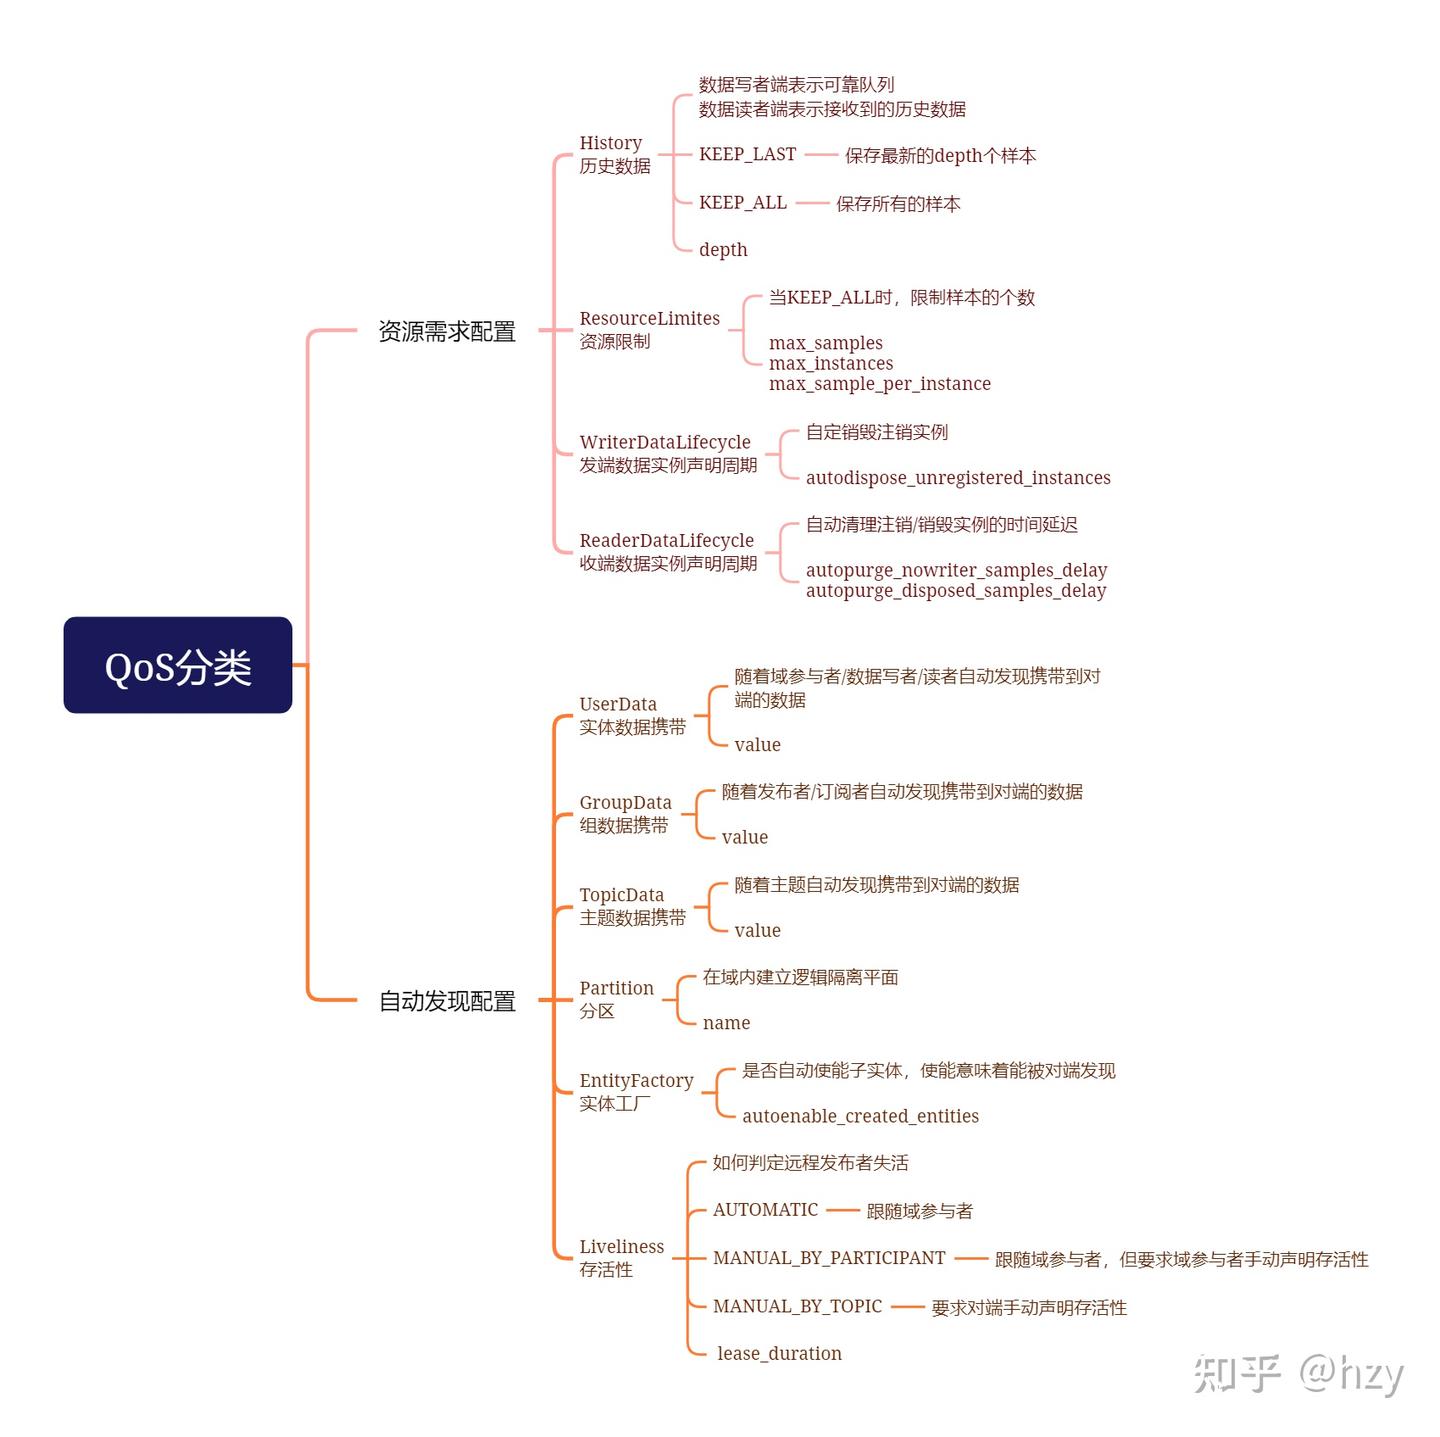 QoS分类
资源需求配置
History
历史数据
数据写者端表示可靠队列
数据读者端表示接收到的历史数据
KEEP_LAST
保存最新的depth个样本
KEEP_ALL
保存所有的样本
depth
ResourceLimites
资源限制
当KEEP_ALL时，限制样本的个数
max_samples
max_instances
max_sample_per_instance
WriterDataLifecycle
发端数据实例声明周期
自定销毁注销实例
autodispose_unregistered_instances
ReaderDataLifecycle
收端数据实例声明周期
自动清理注销/销毁实例的时间延迟
autopurge_nowriter_samples_delay
autopurge_disposed_samples_delay
自动发现配置
UserData
实体数据携带
随着域参与者/数据写者/读者自动发现携带到对
端的数据
value
GroupData
组数据携带
随着发布者/订阅者自动发现携带到对端的数据
value
TopicData
主题数据携带
随着主题自动发现携带到对端的数据
value
Partition
分区
在域内建立逻辑隔离平面
name
EntityFactory
实体工厂
是否自动使能子实体，使能意味着能被对端发现
autoenable_created_entities
Liveliness
存活性
如何判定远程发布者失活
AUTOMATIC
跟随域参与者
MANUAL_BY_PARTICIPANT
跟随域参与者，但要求域参与者手动声明存活性
MANUAL_BY_TOPIC
要求对端手动声明存活性
lease_duration
知乎 @hzy